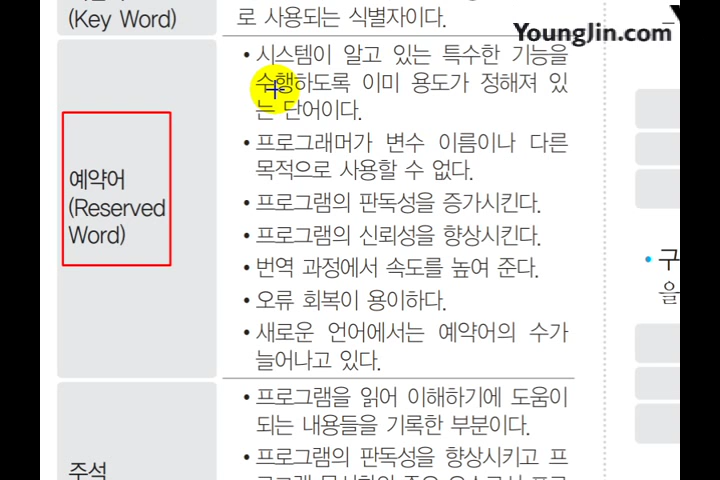 (Key Word)
로 사용되는 식별자이다.
YoungJin.com
예약어
(Reserved
Word)
• 시스템이 알고 있는 특수한 기능을
수행하도록 이미 용도가 정해져 있
는 단어이다.
• 프로그래머가 변수 이름이나 다른
목적으로 사용할 수 없다.
• 프로그램의 판독성을 증가시킨다.
• 프로그램의 신뢰성을 향상시킨다.
• 번역 과정에서 속도를 높여 준다.
• 오류 회복이 용이하다.
• 새로운 언어에서는 예약어의 수가
늘어나고 있다.
주석
• 프로그램을 읽어 이해하기에 도움이
되는 내용들을 기록한 부분이다.
• 프로그램의 판독성을 향상시키고 프
• 구
을